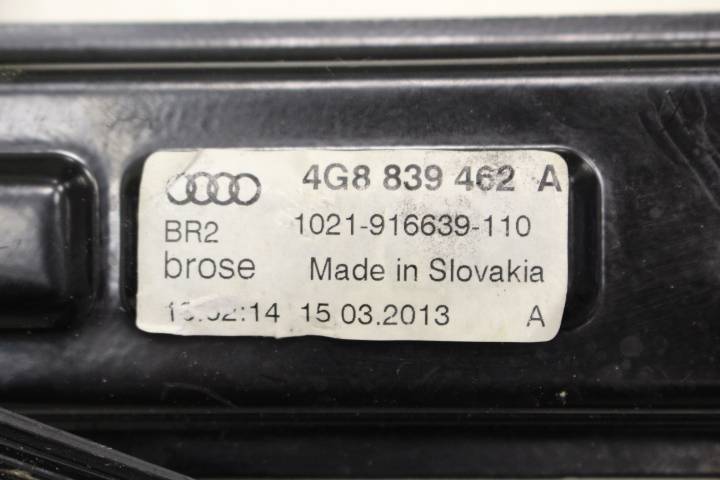 4G8 839 462 A
BR2 1021-916639-110
brose Made in Slovakia
15.03.2013 A